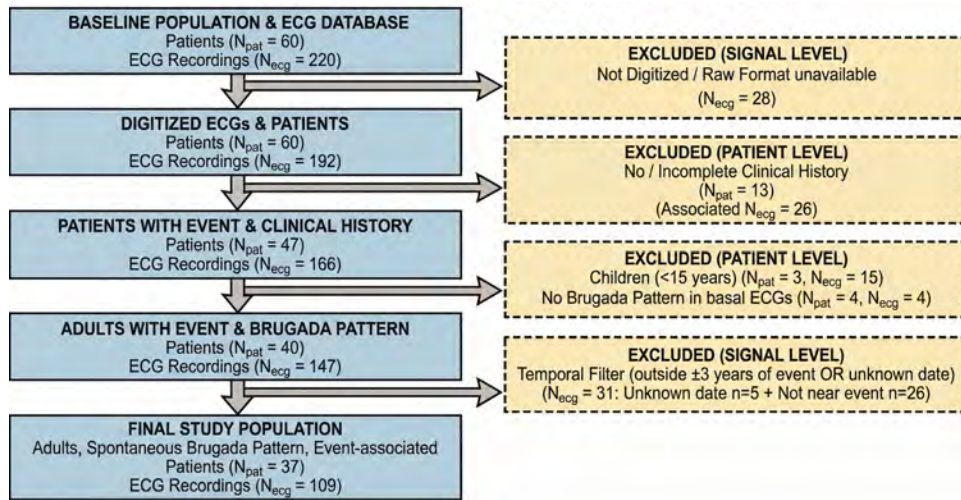 BASELINE POPULATION & ECG DATABASE
Patients (Npat = 60)
ECG Recordings (Necg = 220)
EXCLUDED (SIGNAL LEVEL)
Not Digitized / Raw Format unavailable
(Necg = 28)
DIGITIZED ECGs & PATIENTS
Patients (Npat = 60)
ECG Recordings (Necg = 192)
EXCLUDED (PATIENT LEVEL)
No / Incomplete Clinical History
(Npat = 13)
(Associated Necg = 26)
PATIENTS WITH EVENT & CLINICAL HISTORY
Patients (Npat = 47)
ECG Recordings (Necg = 166)
EXCLUDED (PATIENT LEVEL)
Children (<15 years) (Npat = 3, Necg = 15)
No Brugada Pattern in basal ECGs (Npat = 4, Necg = 4)
ADULTS WITH EVENT & BRUGADA PATTERN
Patients (Npat = 40)
ECG Recordings (Necg = 147)
EXCLUDED (SIGNAL LEVEL)
Temporal Filter (outside ±3 years of event OR unknown date)
(Necg = 31: Unknown date n=5 + Not near event n=26)
FINAL STUDY POPULATION
Adults, Spontaneous Brugada Pattern, Event-associated
Patients (Npat = 37)
ECG Recordings (Necg = 109)